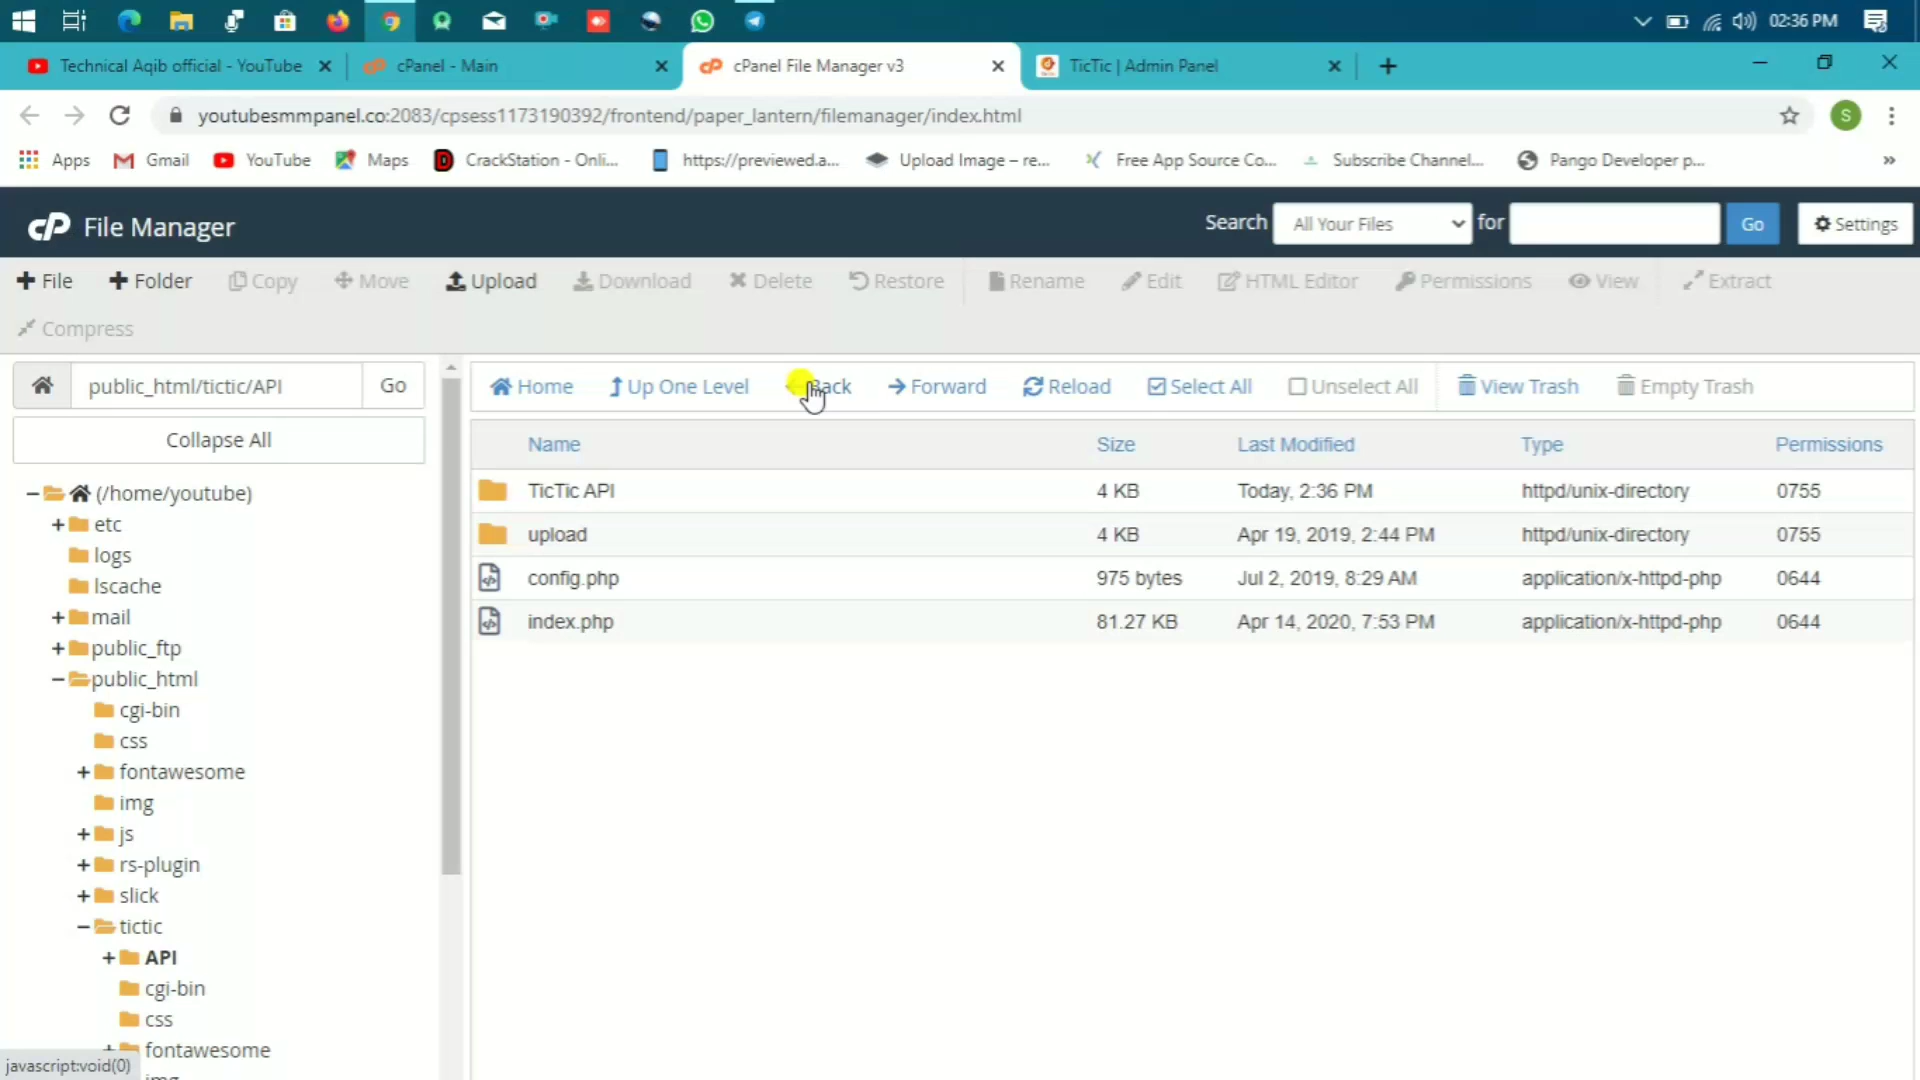 02:36 PM
Technical Aqib official - YouTube
cPanel - Main
cPanel File Manager v3
TicTic | Admin Panel
youtubesmmpanel.co:2083/cpsess1173190392/frontend/paper_lantern/filemanager/index.html
S
Apps
Gmail
YouTube
Maps
CrackStation - Onli...
https://previewed.a...
Upload Image – re...
Free App Source Co...
Subscribe Channel...
Pango Developer p...
»
cP File Manager
Search
All Your Files
for
Go
Settings
File
Folder
Copy
Move
Upload
Download
Delete
Restore
Rename
Edit
HTML Editor
Permissions
View
Extract
Compress
public_html/tictic/API
Go
Home
Up One Level
Back
Forward
Reload
Select All
Unselect All
View Trash
Empty Trash
Collapse All
Name Size Last Modified Type Permissions
TicTic API 4 KB Today, 2:36 PM httpd/unix-directory 0755
upload 4 KB Apr 19, 2019, 2:44 PM httpd/unix-directory 0755
config.php 975 bytes Jul 2, 2019, 8:29 AM application/x-httpd-php 0644
index.php 81.27 KB Apr 14, 2020, 7:53 PM application/x-httpd-php 0644
(/home/youtube)
etc
logs
lscache
mail
public_ftp
public_html
cgi-bin
css
fontawesome
img
js
rs-plugin
slick
tictic
API
cgi-bin
css
fontawesome
javascript:void(0)